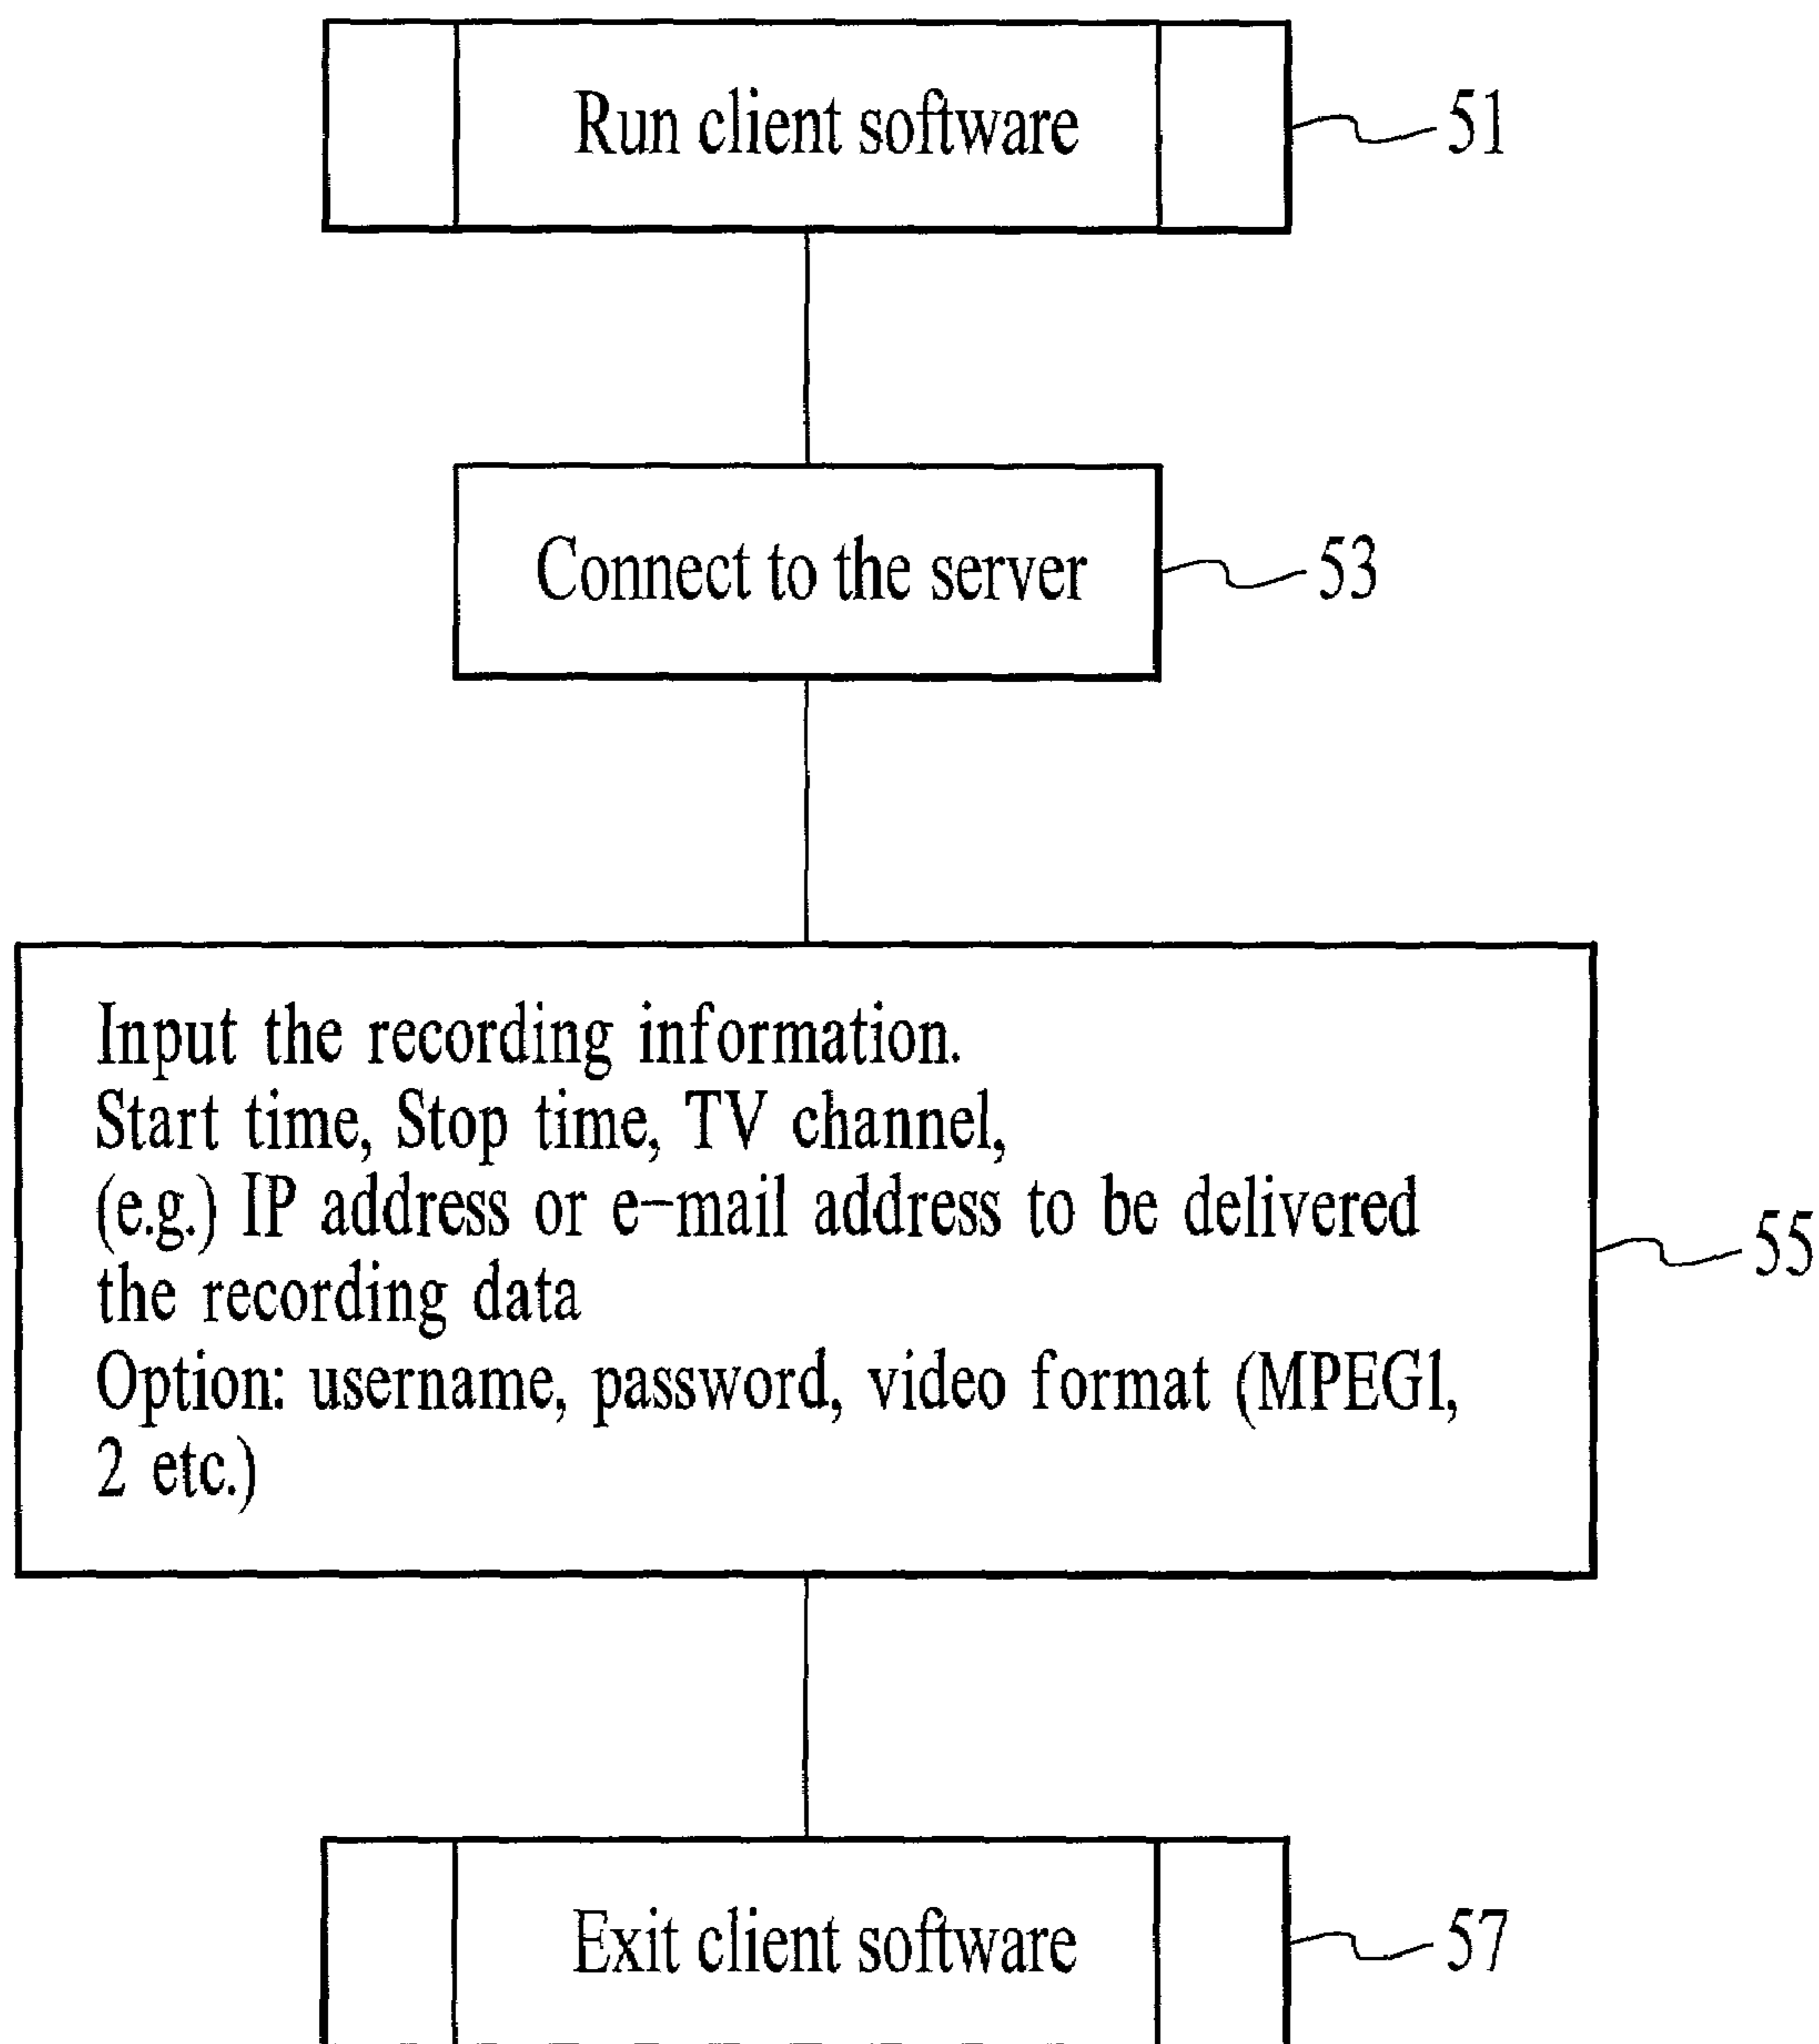 Run client software
51
Connect to the server
53
Input the recording information.
Start time, Stop time, TV channel,
(e.g.) IP address or e-mail address to be delivered
the recording data
Option: username, password, video format (MPEG1,
2 etc.)
55
Exit client software
57